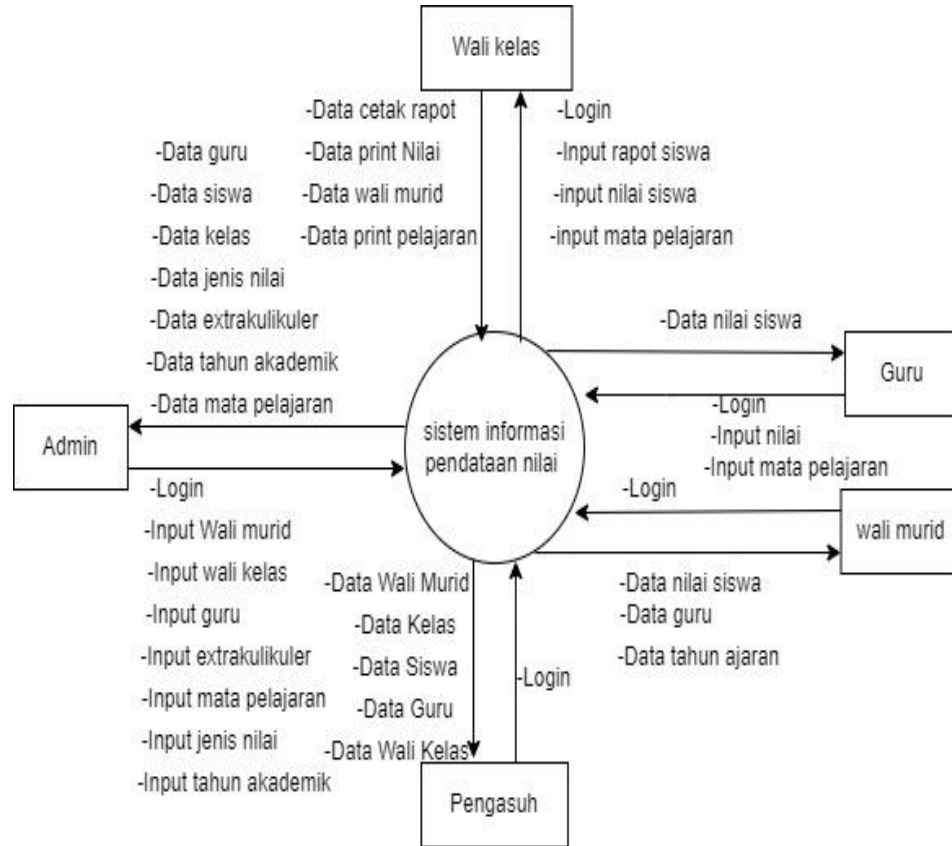 Wali kelas
-Data cetak rapot
-Data print Nilai
-Data wali murid
-Data print pelajaran
-Login
-Input rapot siswa
-input nilai siswa
-input mata pelajaran
-Data guru
-Data siswa
-Data kelas
-Data jenis nilai
-Data extrakulikuler
-Data tahun akademik
-Data mata pelajaran
-Data nilai siswa
Guru
-Login
-Input nilai
-Input mata pelajaran
Admin
sistem informasi
pendataan nilai
-Login
wali murid
-Data nilai siswa
-Data guru
-Data tahun ajaran
-Login
-Input Wali murid
-Input wali kelas
-Input guru
-Input extrakulikuler
-Input mata pelajaran
-Input jenis nilai
-Input tahun akademik
-Data Wali Murid
-Data Kelas
-Data Siswa
-Data Guru
-Data Wali Kelas
-Login
Pengasuh